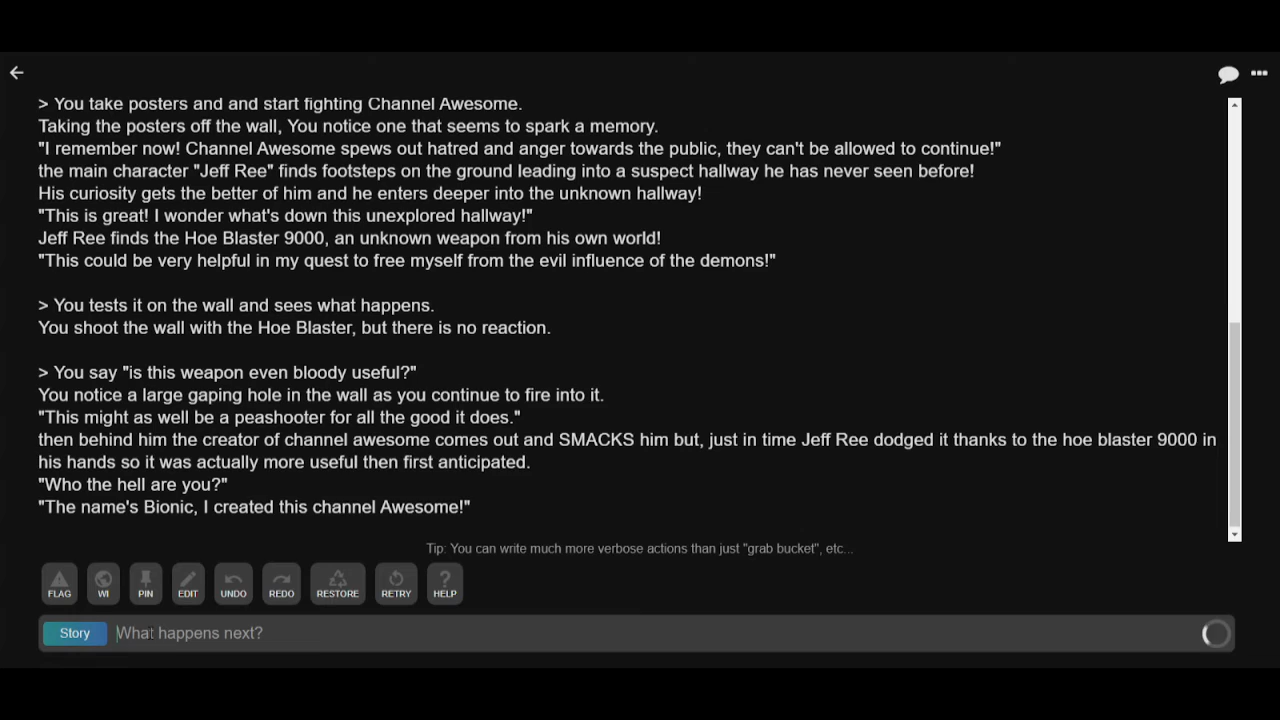 > You take posters and and start fighting Channel Awesome.
Taking the posters off the wall, You notice one that seems to spark a memory.
"I remember now! Channel Awesome spews out hatred and anger towards the public, they can't be allowed to continue!"
the main character "Jeff Ree" finds footsteps on the ground leading into a suspect hallway he has never seen before!
His curiosity gets the better of him and he enters deeper into the unknown hallway!
"This is great! I wonder what's down this unexplored hallway!"
Jeff Ree finds the Hoe Blaster 9000, an unknown weapon from his own world!
"This could be very helpful in my quest to free myself from the evil influence of the demons!"
> You tests it on the wall and sees what happens.
You shoot the wall with the Hoe Blaster, but there is no reaction.
> You say "is this weapon even bloody useful?"
You notice a large gaping hole in the wall as you continue to fire into it.
"This might as well be a peashooter for all the good it does."
then behind him the creator of channel awesome comes out and SMACKS him but, just in time Jeff Ree dodged it thanks to the hoe blaster 9000 in
his hands so it was actually more useful then first anticipated.
"Who the hell are you?"
"The name's Bionic, I created this channel Awesome!"
Tip: You can write much more verbose actions than just "grab bucket", etc...
FLAG WI PIN EDIT UNDO REDO RESTORE RETRY HELP
Story What happens next?